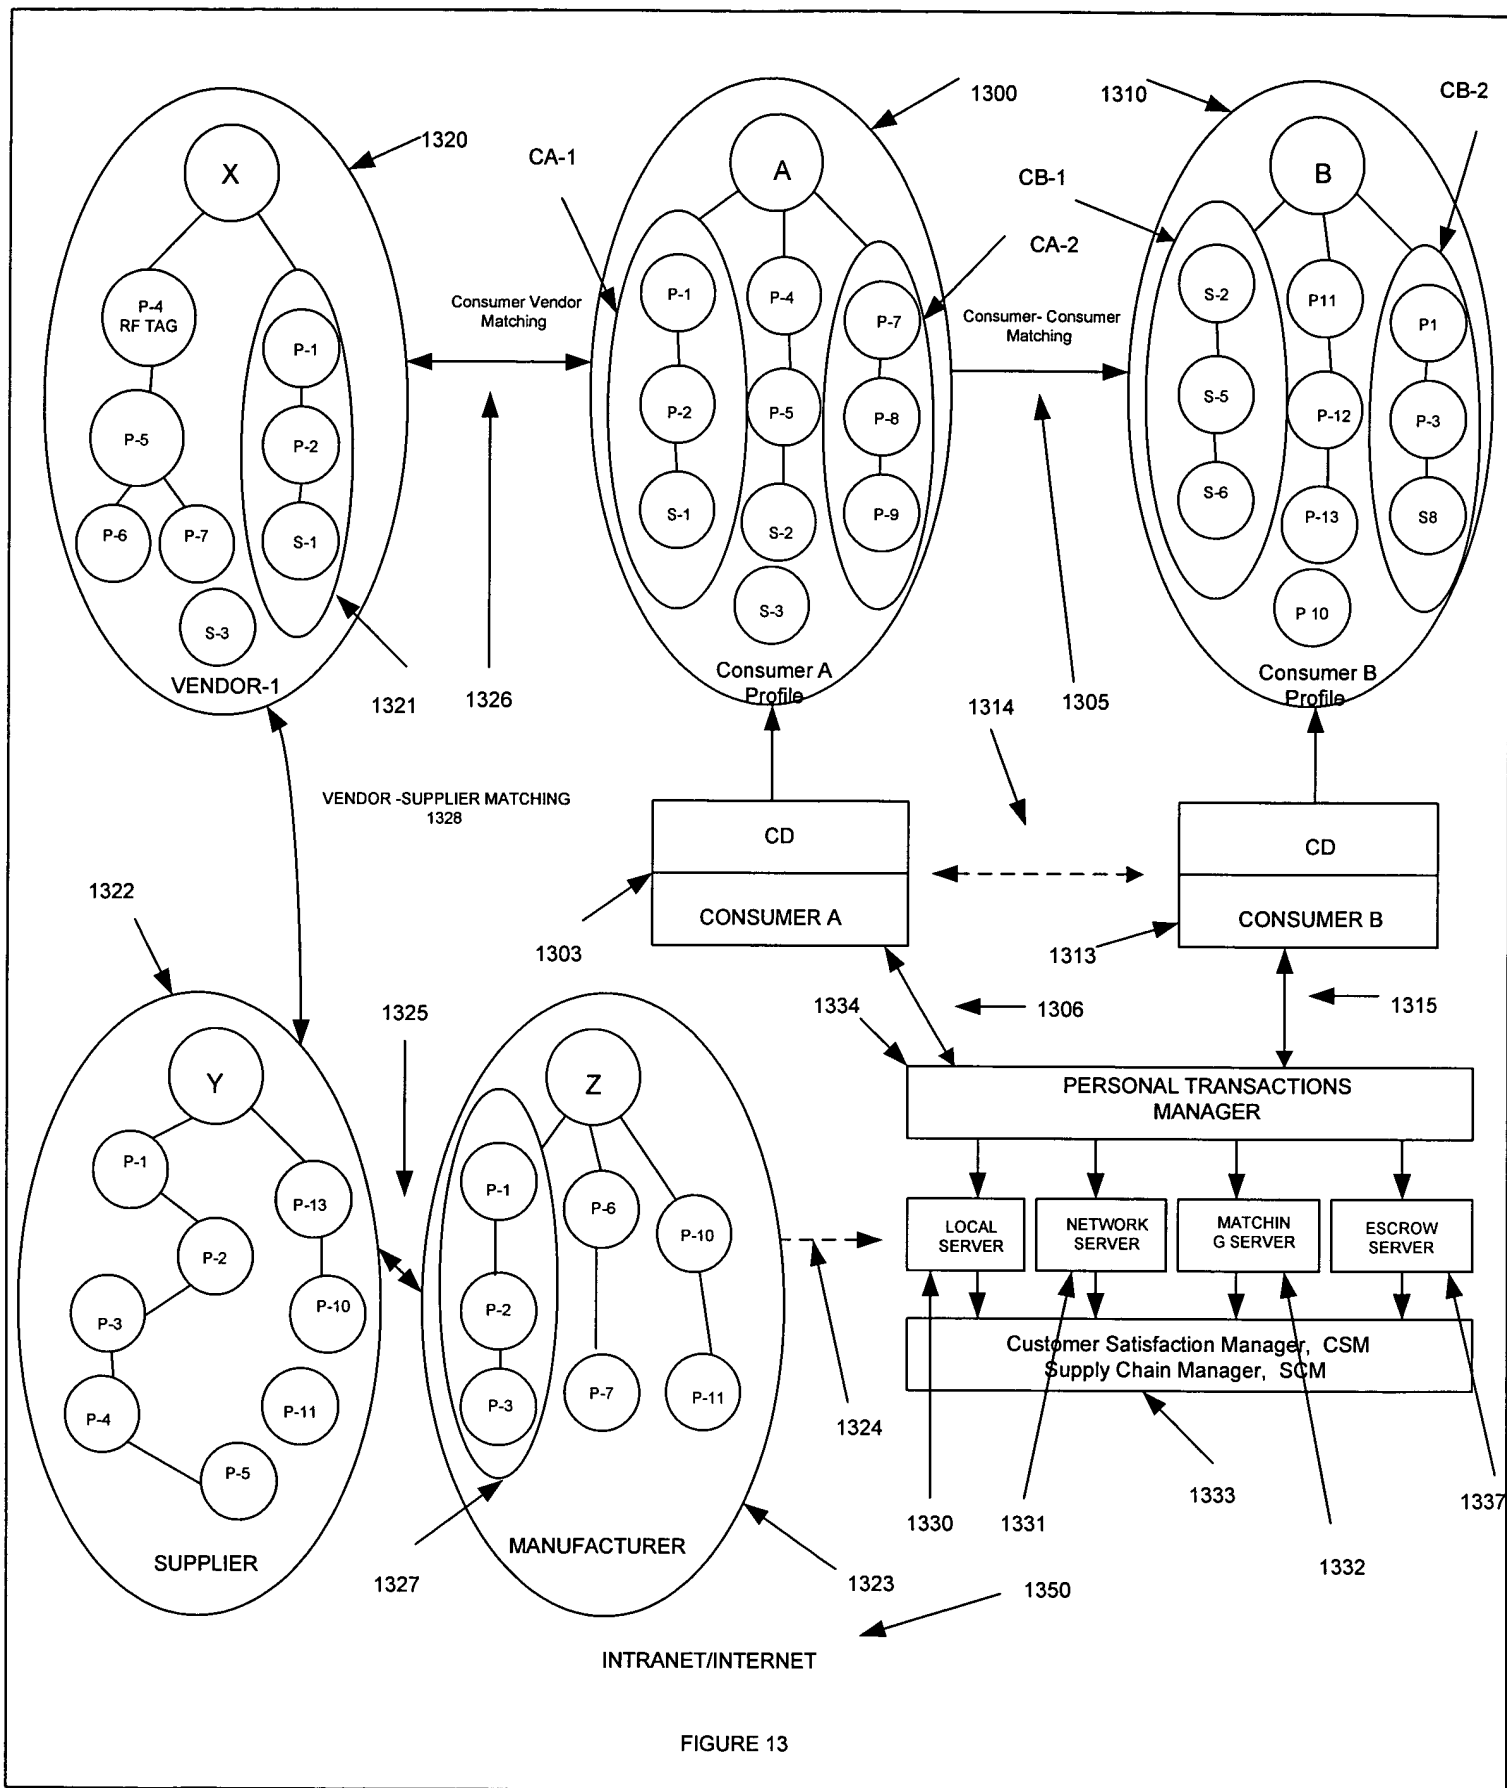 1300
1310
CB-2
1320
CA-1
CB-1
CA-2
X
P-4
RF TAG
P-5
P-6
P-7
P-1
P-2
S-1
S-3
VENDOR-1
1321
Consumer Vendor
Matching
1326
A
P-1
P-2
S-1
P-4
P-5
S-2
S-3
P-7
P-8
P-9
Consumer A
Profile
Consumer- Consumer
Matching
1305
1314
B
S-2
S-5
S-6
P11
P-12
P-13
P 10
P1
P-3
S8
Consumer B
Profile
VENDOR -SUPPLIER MATCHING
1328
CD
CONSUMER A
1303
CD
CONSUMER B
1313
1306
1315
1334
1322
1325
Y
P-1
P-2
P-3
P-4
P-5
P-13
P-10
P-11
SUPPLIER
Z
P-1
P-2
P-3
P-6
P-7
P-10
P-11
MANUFACTURER
1327
1323
1324
PERSONAL TRANSACTIONS
MANAGER
LOCAL
SERVER
NETWORK
SERVER
MATCHIN
G SERVER
ESCROW
SERVER
Customer Satisfaction Manager, CSM
Supply Chain Manager, SCM
1330
1331
1332
1333
1337
1350
INTRANET/INTERNET
FIGURE 13